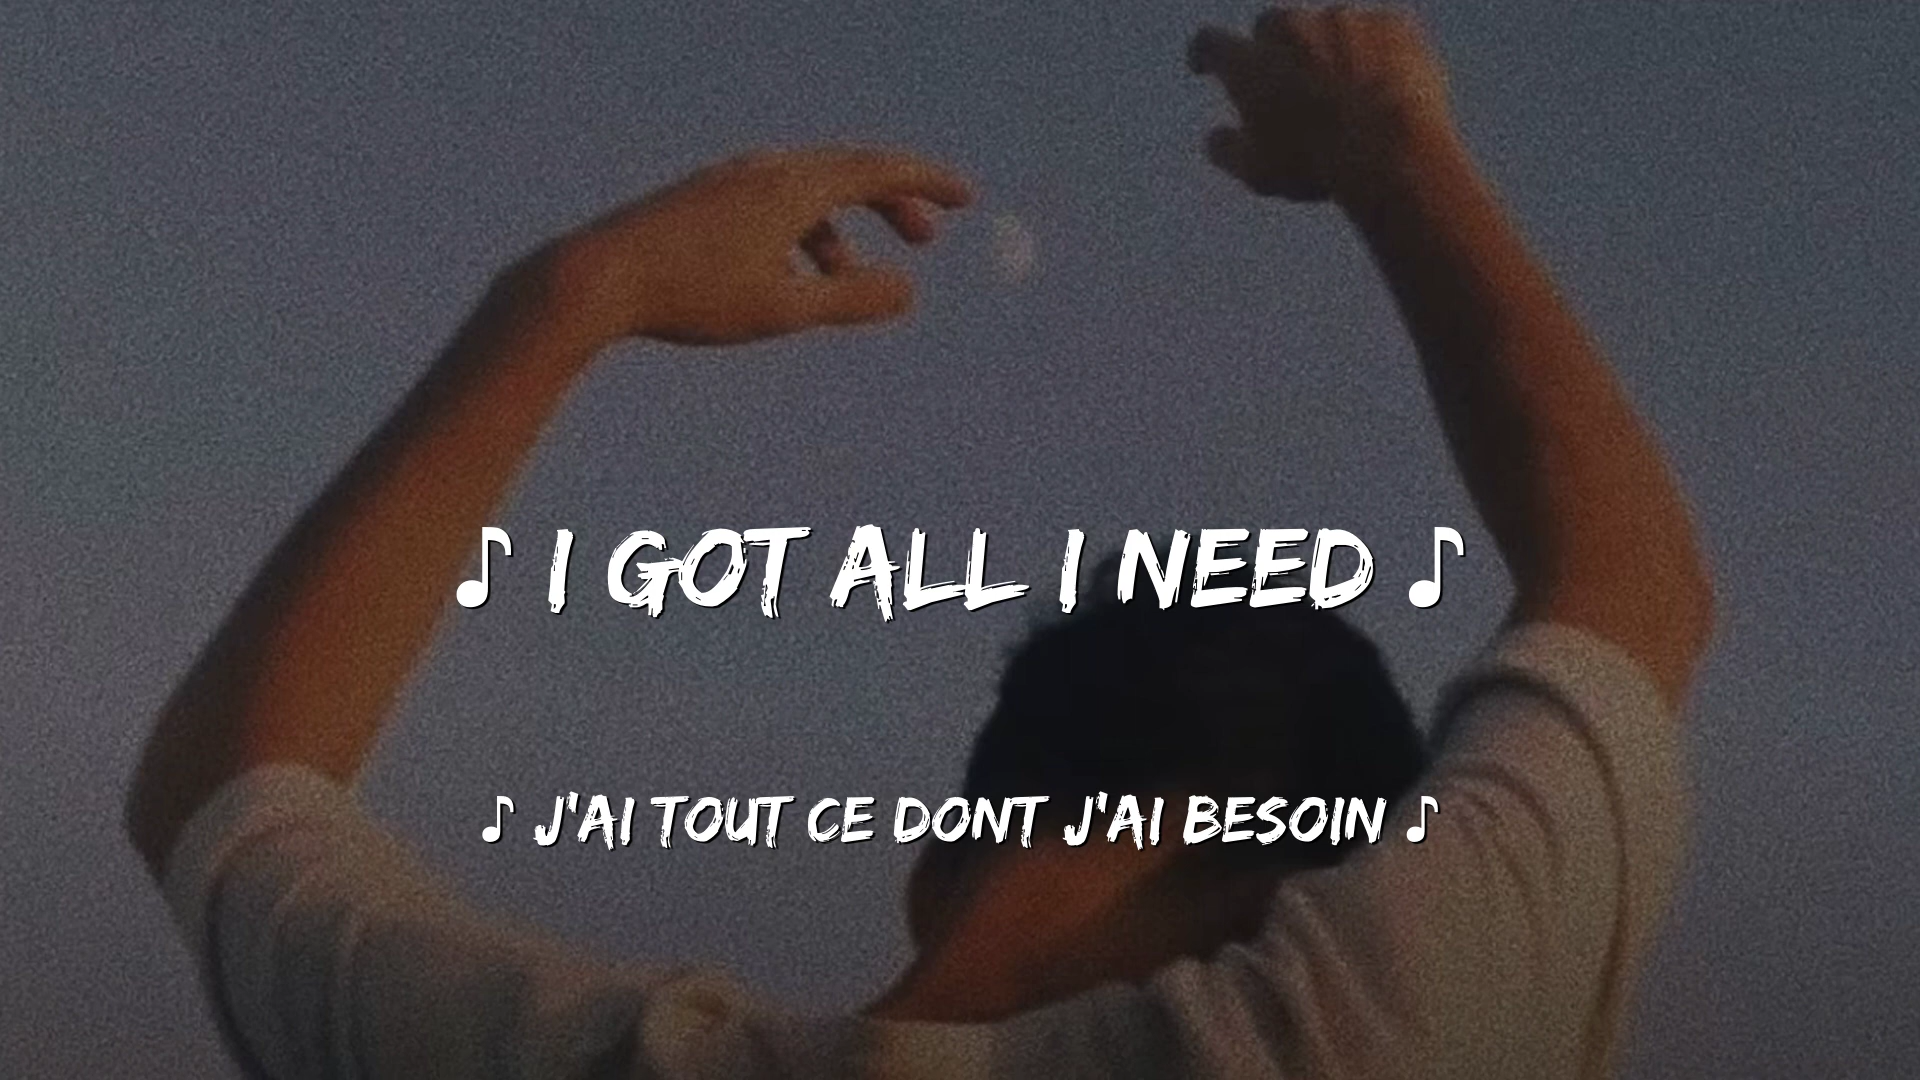 ♪ I GOT ALL I NEED ♪
♪ J'AI TOUT CE DONT J'AI BESOIN ♪